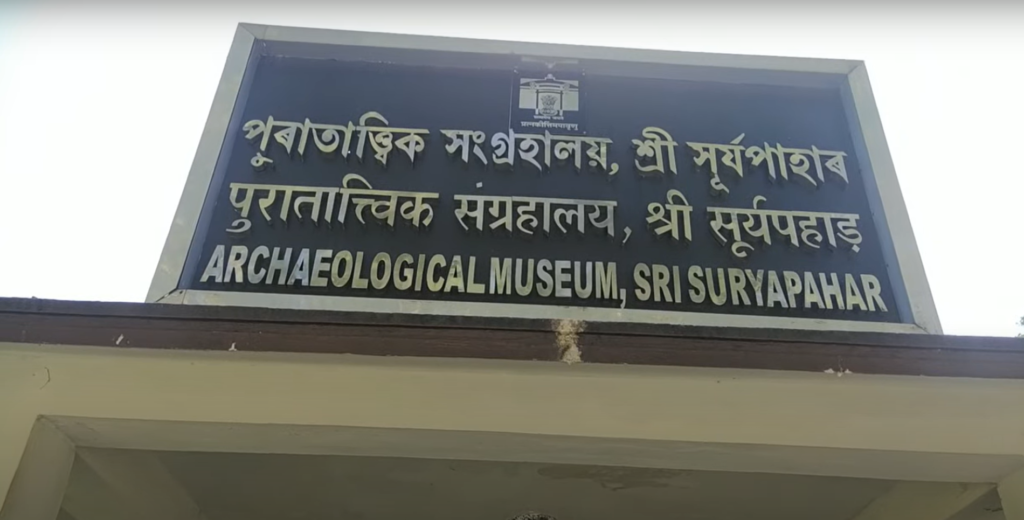 পুৰাতাত্ত্বিক সংগ্ৰহালয়, শ্ৰী সূৰ্যপাহাৰ
पुरातात्त्विक संग्रहालय, श्री सूर्यपहाड़
ARCHAEOLOGICAL MUSEUM, SRI SURYAPAHAR